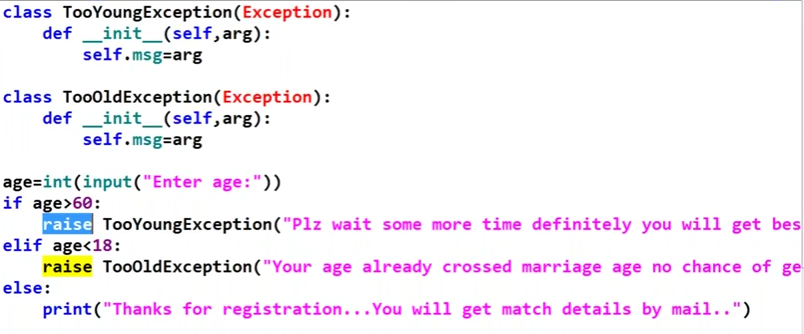 class TooYoungException(Exception):
    def __init__(self,arg):
        self.msg=arg

class TooOldException(Exception):
    def __init__(self,arg):
        self.msg=arg

age=int(input("Enter age:"))
if age>60:
    raise TooYoungException("Plz wait some more time definitely you will get bes
elif age<18:
    raise TooOldException("Your age already crossed marriage age no chance of ge
else:
    print("Thanks for registration...You will get match details by mail..")